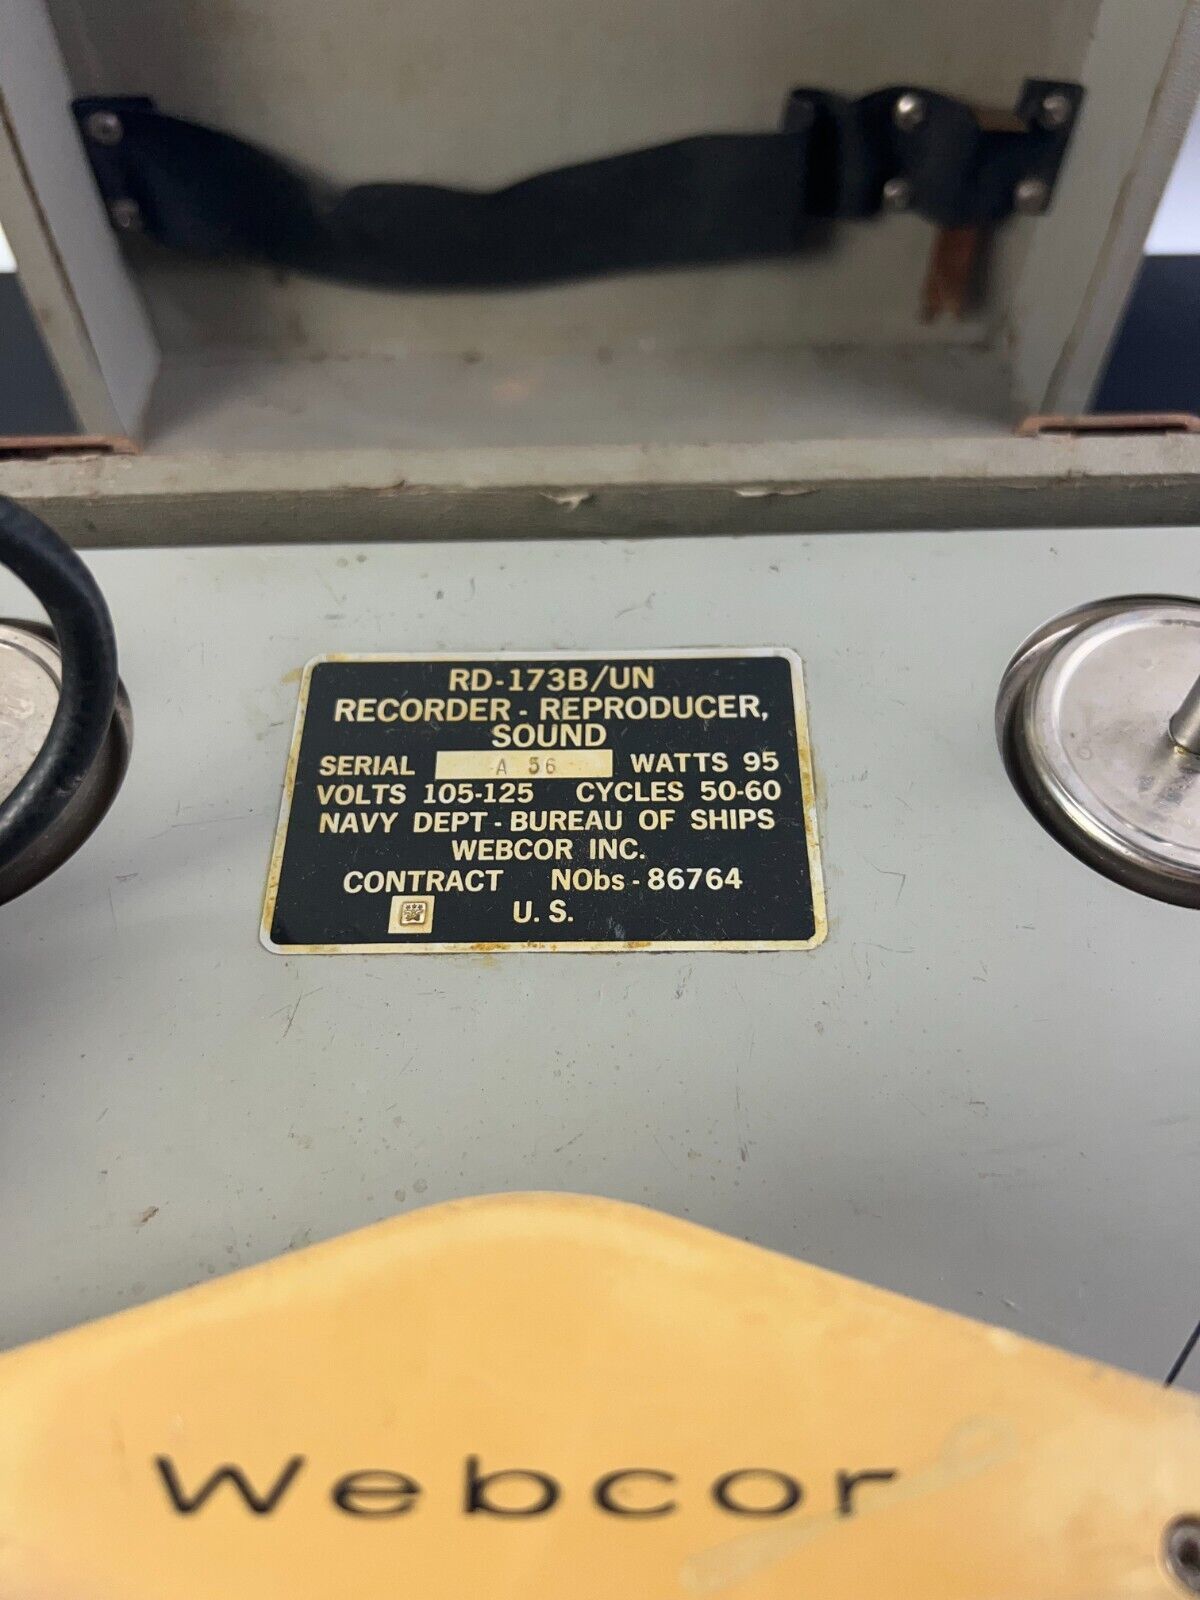 RD-173B/UN
RECORDER - REPRODUCER,
SOUND
SERIAL A 56 WATTS 95
VOLTS 105-125 CYCLES 50-60
NAVY DEPT - BUREAU OF SHIPS
WEBCOR INC.
CONTRACT NObs - 86764
U. S.
Webcor